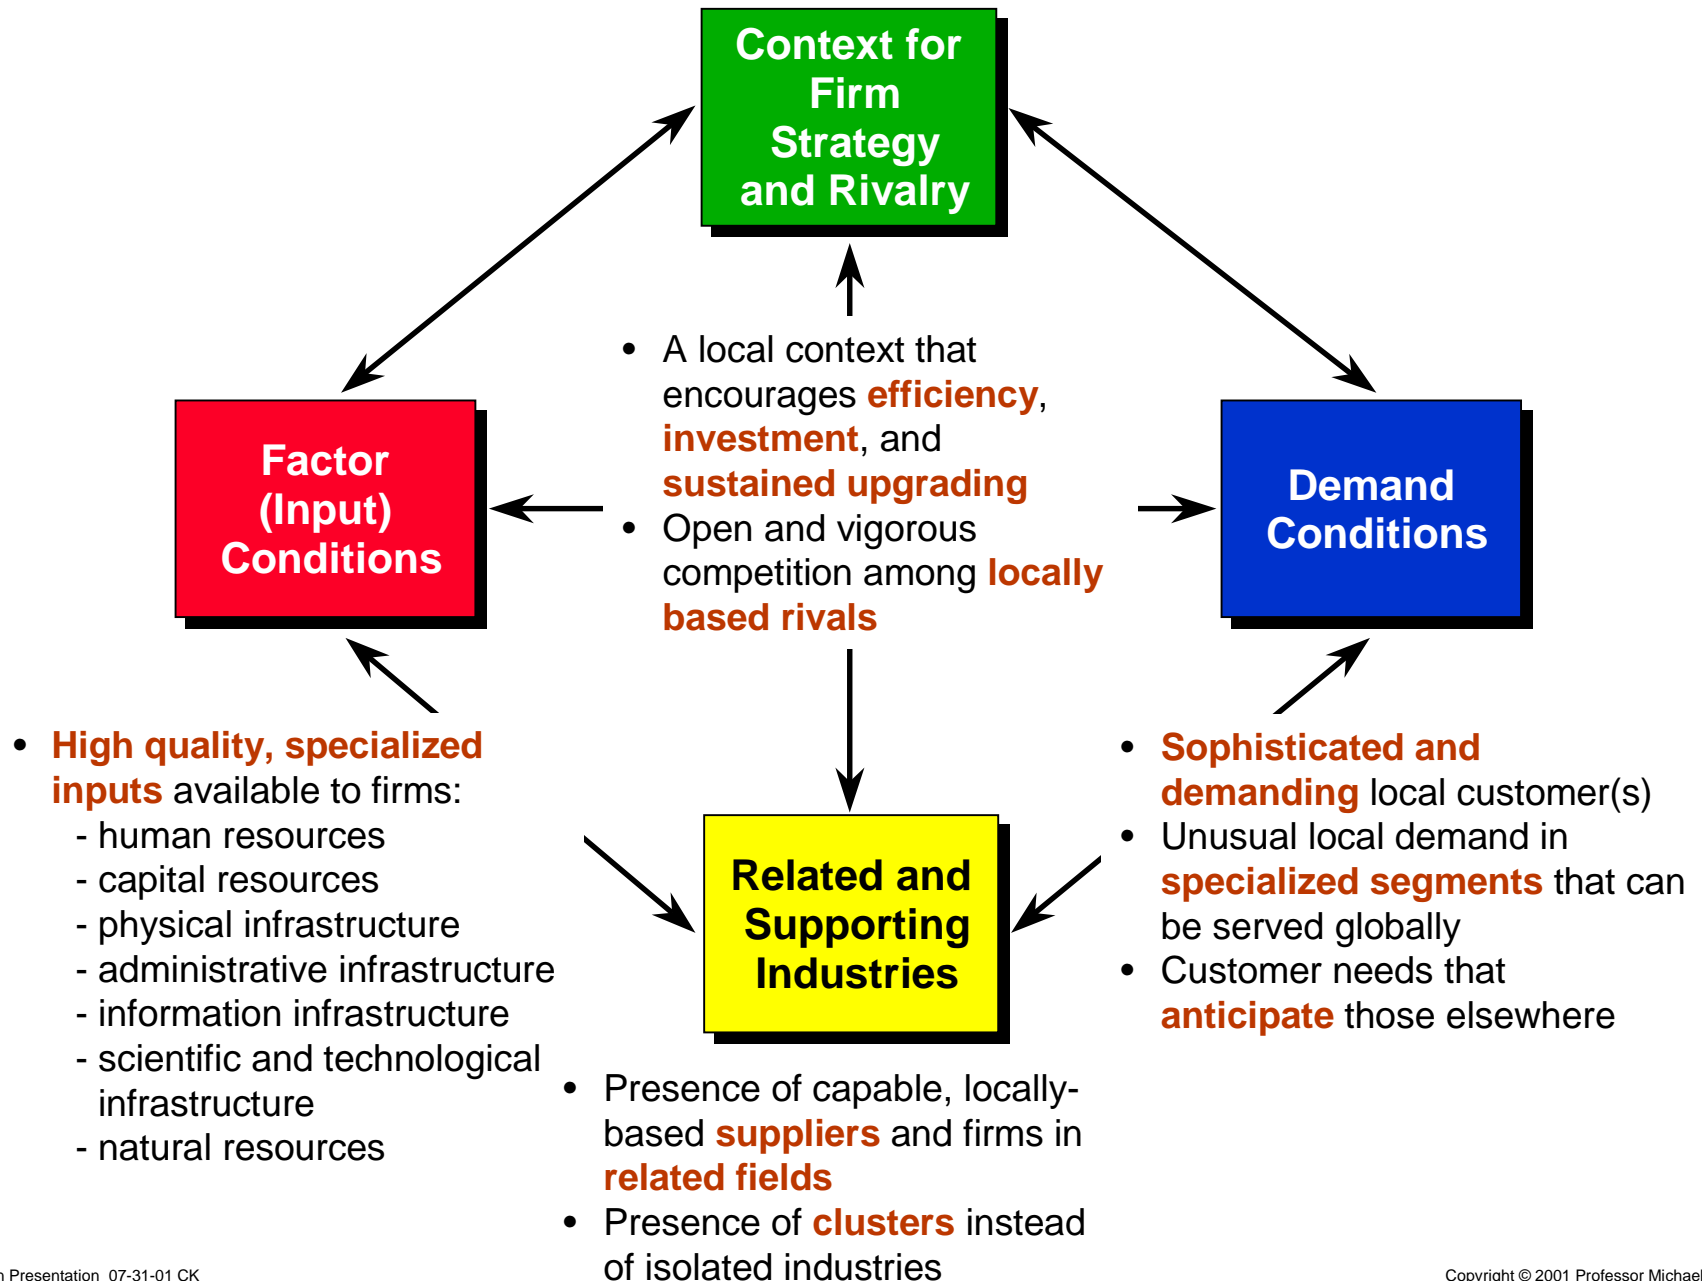 Context for
Firm
Strategy
and Rivalry
• A local context that
encourages efficiency,
investment, and
sustained upgrading
• Open and vigorous
competition among locally
based rivals
Factor
(Input)
Conditions
Demand
Conditions
• High quality, specialized
inputs available to firms:
- human resources
- capital resources
- physical infrastructure
- administrative infrastructure
- information infrastructure
- scientific and technological
infrastructure
- natural resources
Related and
Supporting
Industries
• Presence of capable, locally-
based suppliers and firms in
related fields
• Presence of clusters instead
of isolated industries
• Sophisticated and
demanding local customer(s)
• Unusual local demand in
specialized segments that can
be served globally
• Customer needs that
anticipate those elsewhere
Presentation 07-31-01 CK
Copyright © 2001 Professor Michael